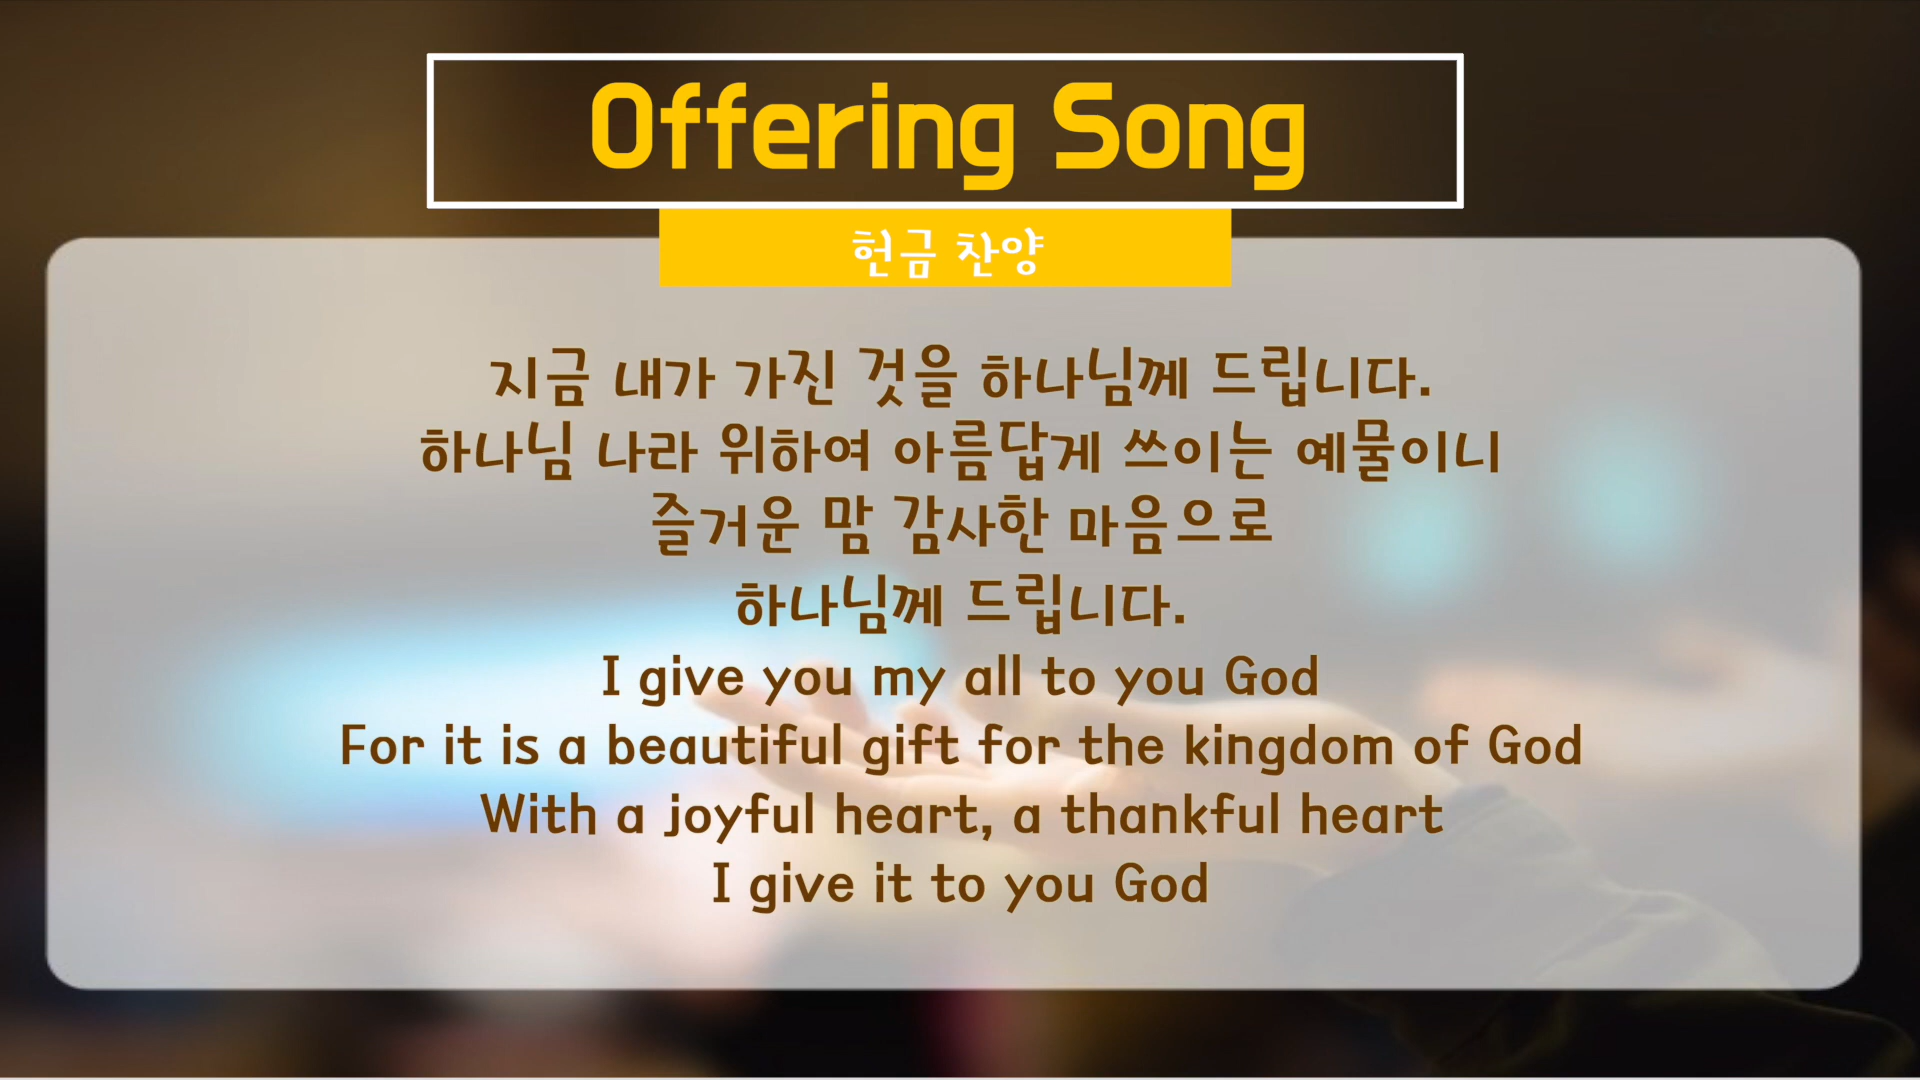 Offering Song
헌금 찬양
지금 내가 가진 것을 하나님께 드립니다.
하나님 나라 위하여 아름답게 쓰이는 예물이니
즐거운 맘 감사한 마음으로
하나님께 드립니다.
I give you my all to you God
For it is a beautiful gift for the kingdom of God
With a joyful heart, a thankful heart
I give it to you God